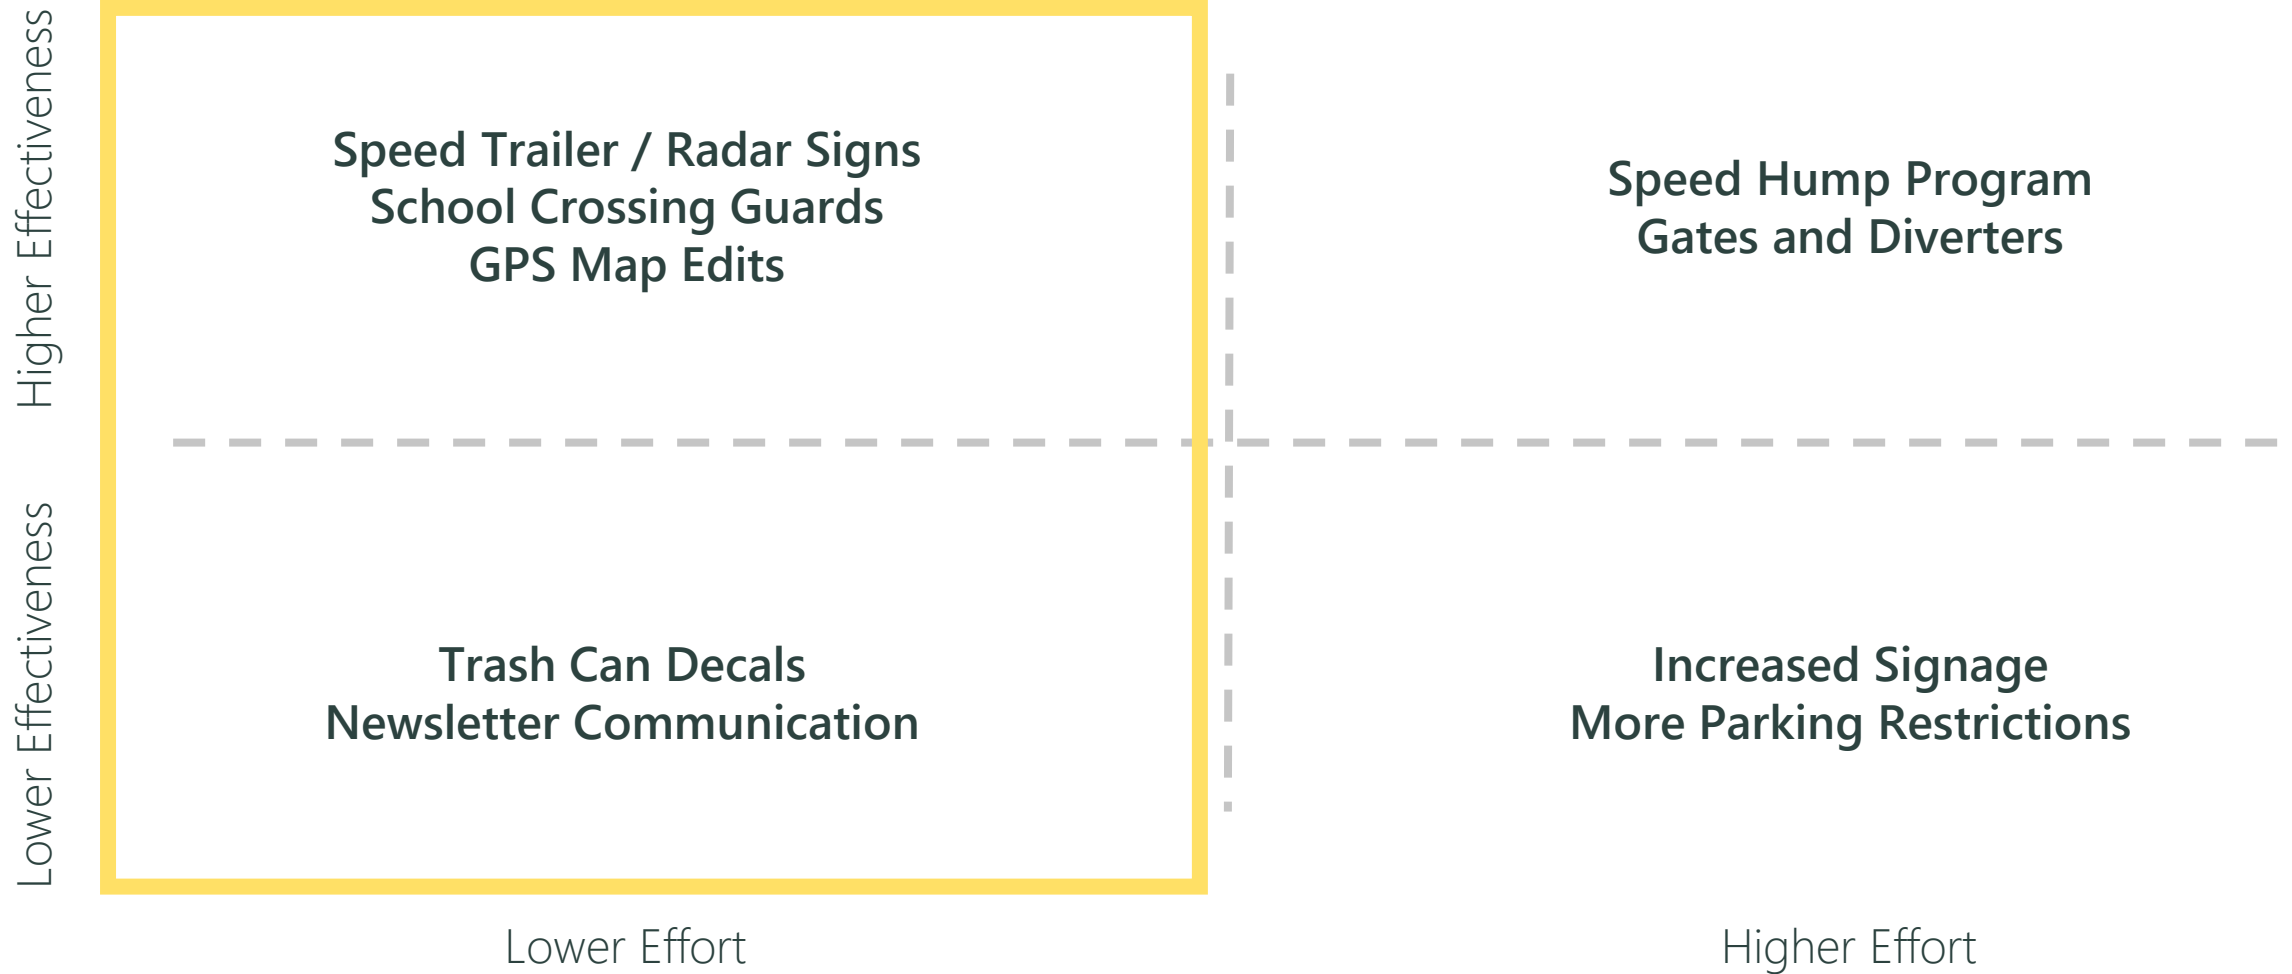 Higher Effectiveness
Speed Trailer / Radar Signs
School Crossing Guards
GPS Map Edits
Speed Hump Program
Gates and Diverters
Lower Effectiveness
Trash Can Decals
Newsletter Communication
Increased Signage
More Parking Restrictions
Lower Effort
Higher Effort